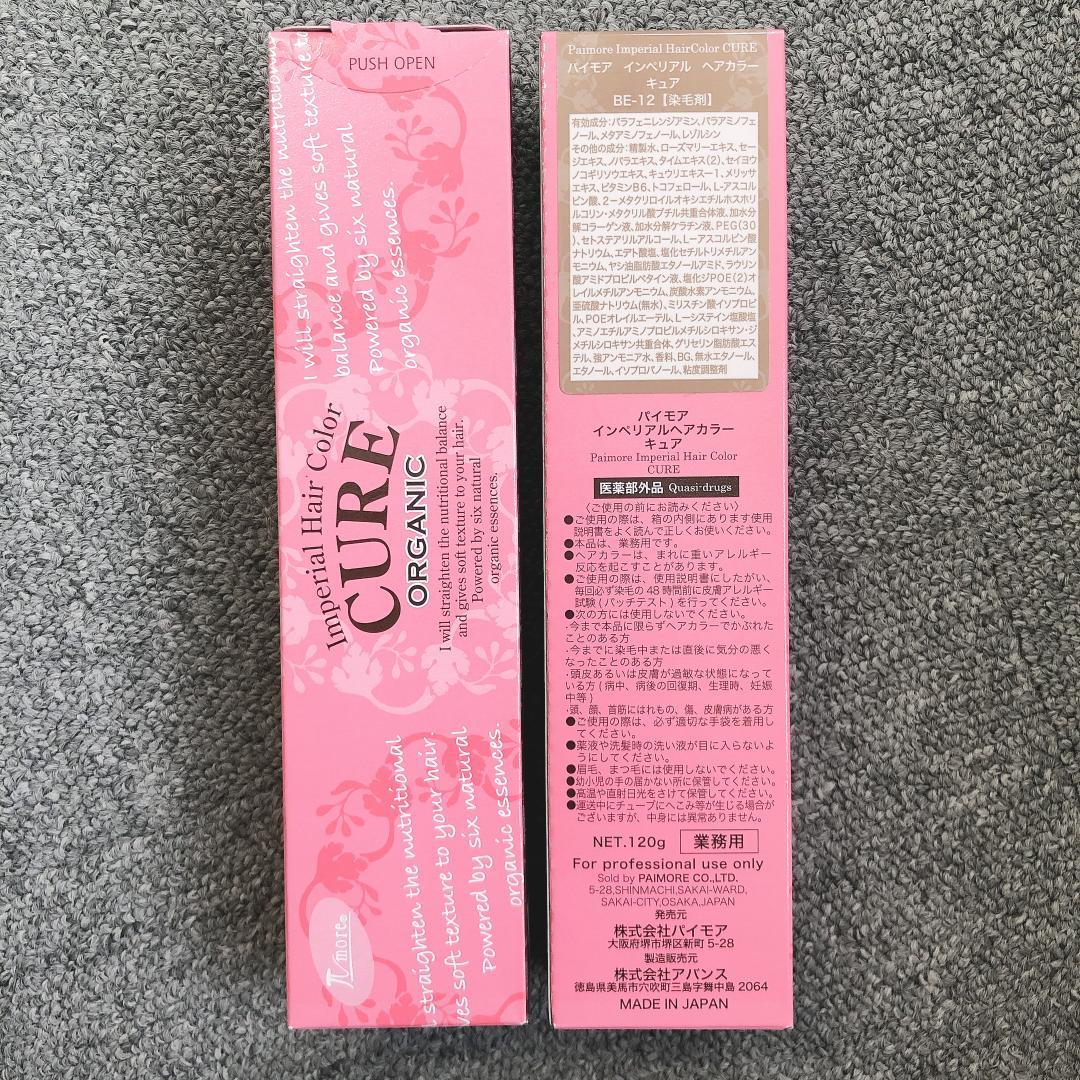 PUSH OPEN
I will straighten the nutritional
balance and gives soft texture to
Powered by six natural
organic essences.
Imperial Hair Color
CURE
ORGANIC
I will straighten the nutritional balance
and gives soft texture to your hair.
Powered by six natural
organic essences.
straighten the nutritional
ves soft texture to your hair.
Powered by six natural
organic essences.
more®
Paimore Imperial HairColor CURE
パイモア インペリアル ヘアカラー
キュア
BE-12【染毛剤】
有効成分:パラフェニレンジアミン、パラアミノフェ
ノール、メタアミノフェノール、レゾルシン
その他の成分:精製水、ローズマリーエキス、セー
ジエキス、ノバラエキス、タイムエキス(2)、セイヨウ
ノコギリソウエキス、キュウリエキス-1、メリッサ
エキス、ビタミンB6、トコフェロール、L-アスコル
ビン酸、2-メタクリロイルオキシエチルホスホリ
ルコリン・メタクリル酸ブチル共重合体液、加水分
解コラーゲン液、加水分解ケラチン液、PEG(30
)、セトステアリルアルコール、L-アスコルビン酸
ナトリウム、エデト酸塩、塩化セチルトリメチルアン
モニウム、ヤシ油脂肪酸エタノールアミド、ラウリン
酸アミドプロピルベタイン液、塩化ジPOE(2)オ
レイルメチルアンモニウム、炭酸水素アンモニウム、
亜硫酸ナトリウム(無水)、ミリスチン酸イソプロピ
ル、POEオレイルエーテル、L-システイン塩酸塩
、アミノエチルアミノプロピルメチルシロキサン・ジ
メチルシロキサン共重合体、グリセリン脂肪酸エス
テル、強アンモニア水、香料、BG、無水エタノール、
エタノール、イソプロパノール、粘度調整剤
パイモア
インペリアルヘアカラー
キュア
Paimore Imperial Hair Color
CURE
医薬部外品 Quasi-drugs
〈ご使用の前にお読みください〉
●ご使用の際は、箱の内側にあります使用
説明書をよく読んで正しくお使いください。
●本品は、業務用です。
●ヘアカラーは、まれに重いアレルギー
反応を起こすことがあります。
●ご使用の際は、使用説明書にしたがい、
毎回必ず染毛の48時間前に皮膚アレルギー
試験(パッチテスト)を行ってください。
●次の方には使用しないでください。
・今まで本品に限らずヘアカラーでかぶれた
ことのある方
・今までに染毛中または直後に気分の悪く
なったことのある方
・頭皮あるいは皮膚が過敏な状態になって
いる方(病中、病後の回復期、生理時、妊娠
中等)
・頭、顔、首筋にはれもの、傷、皮膚病がある方
●ご使用の際は、必ず適切な手袋を着用し
てください。
●薬液や洗髪時の洗い液が目に入らないよ
うにしてください。
●眉毛、まつ毛には使用しないでください。
●幼小児の手の届かない所に保管してください。
●高温や直射日光をさけて保管してください。
●運送中にチューブにへこみ等が生じる場合が
ございますが、中身には異常ありません。
NET.120g 業務用
For professional use only
Sold by PAIMORE CO.,LTD.
5-28,SHINMACHI,SAKAI-WARD,
SAKAI-CITY,OSAKA,JAPAN
発売元
株式会社パイモア
大阪府堺市堺区新町5-28
製造販売元
株式会社アバンス
徳島県美馬市穴吹町三島字舞中島2064
MADE IN JAPAN